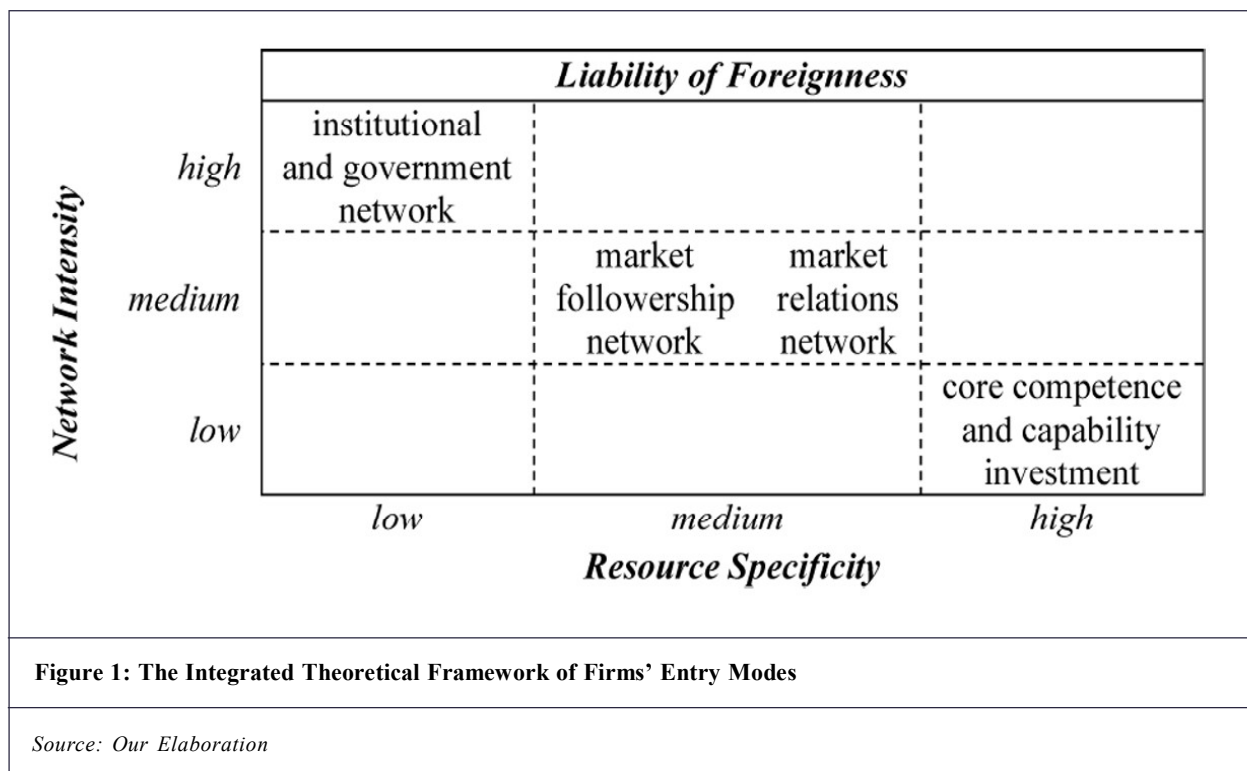 Liability of Foreignness
institutional
and government
network
high
market
followership
network
market
relations
network
medium
core competence
and capability
investment
low
Network Intensity
low medium high
Resource Specificity
Figure 1: The Integrated Theoretical Framework of Firms' Entry Modes
Source: Our Elaboration